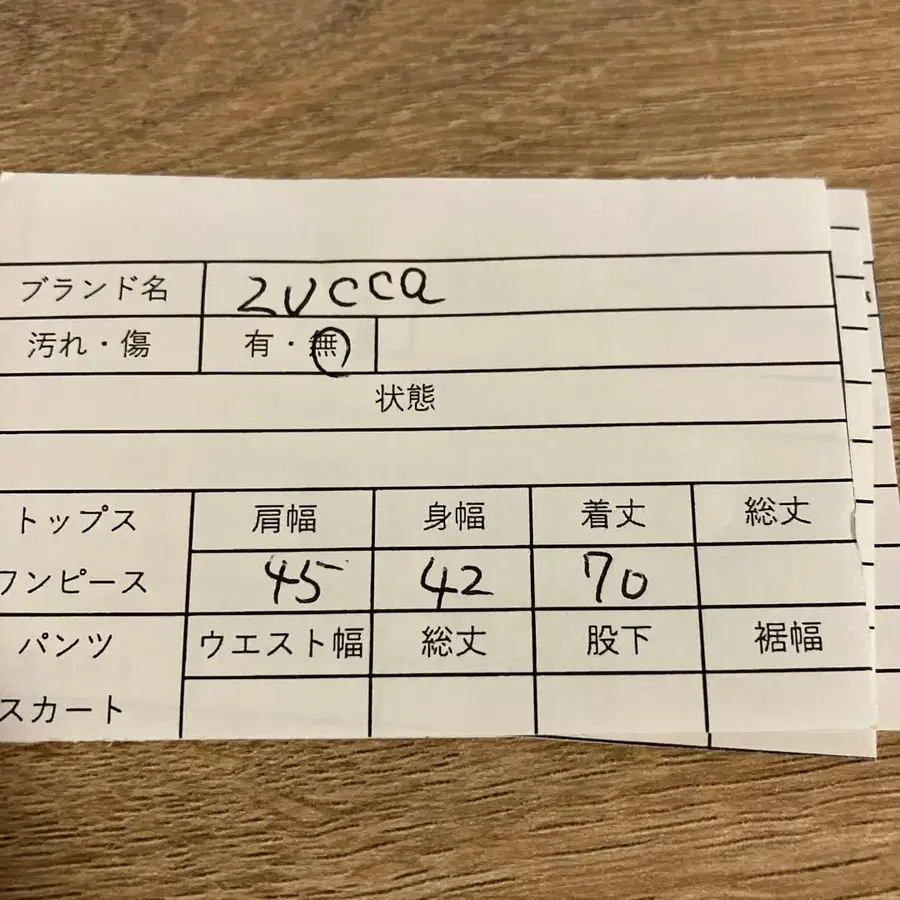 ブランド名 zucca
汚れ・傷 有・無
状態
トップス 肩幅 身幅 着丈 総丈
ワンピース 45 42 70
パンツ ウエスト幅 総丈 股下 裾幅
スカート